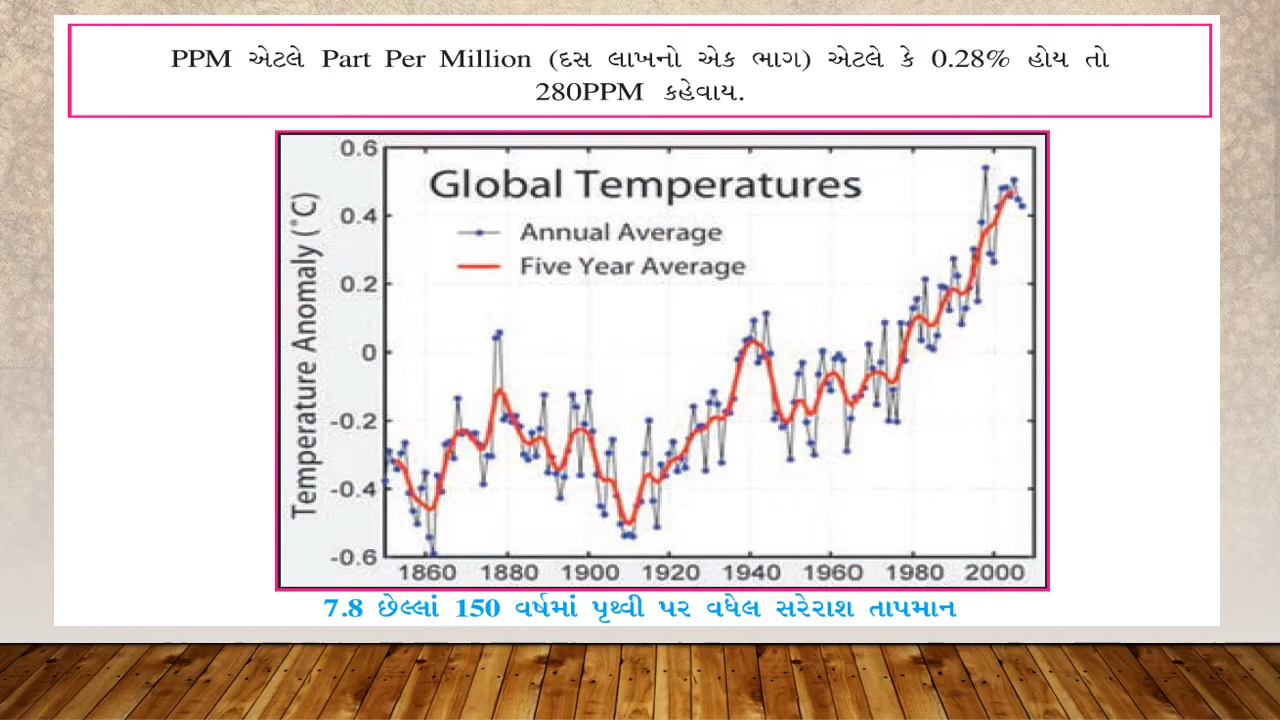 PPM એટલે Part Per Million (દસ લાખનો એક ભાગ) એટલે કે 0.28% હોય તો
280PPM કહેવાય.
Global Temperatures
Annual Average
Five Year Average
Temperature Anomaly (°C)
0.6
0.4
0.2
0
-0.2
-0.4
-0.6
1860 1880 1900 1920 1940 1960 1980 2000
7.8 છેલ્લાં 150 વર્ષમાં પૃથ્વી પર વધેલ સરેરાશ તાપમાન